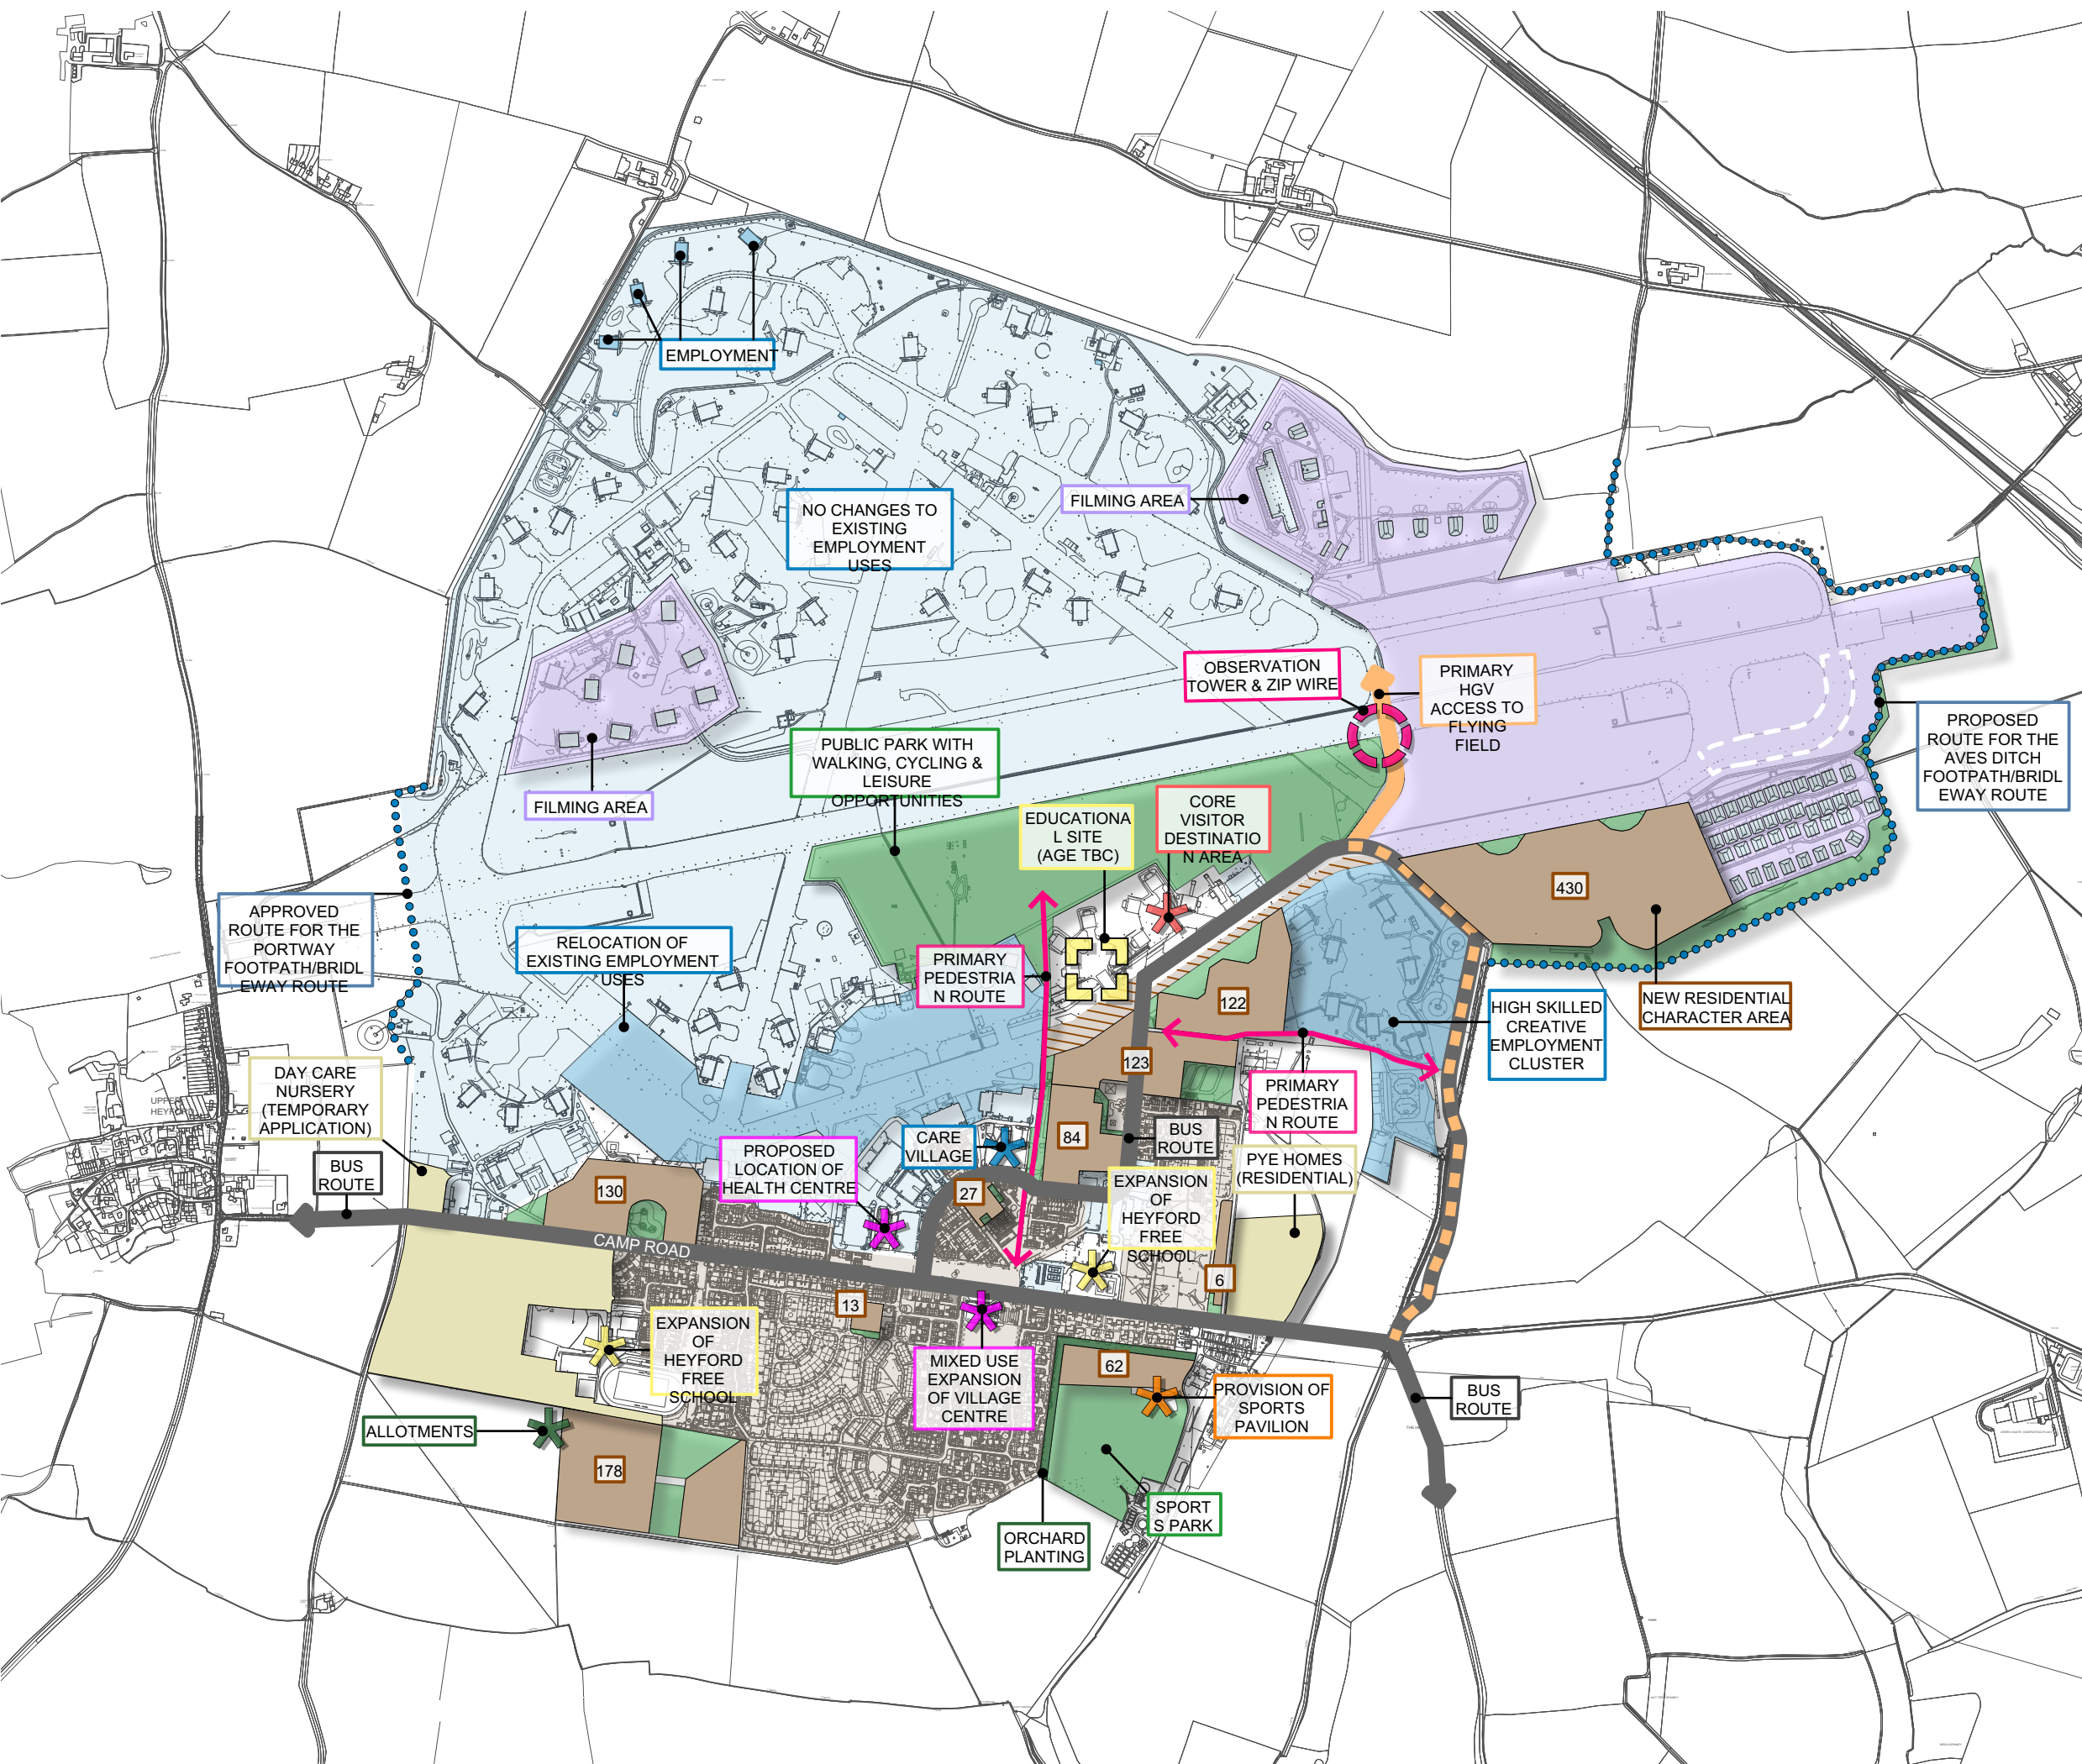 EMPLOYMENT
NO CHANGES TO
EXISTING
EMPLOYMENT
USES
FILMING AREA
OBSERVATION
TOWER & ZIP WIRE
PRIMARY
HGV
ACCESS TO
FLYING
FIELD
PROPOSED
ROUTE FOR THE
AVES DITCH
FOOTPATH/BRIDL
EWAY ROUTE
PUBLIC PARK WITH
WALKING, CYCLING &
LEISURE
OPPORTUNITIES
FILMING AREA
EDUCATIONA
L SITE
(AGE TBC)
CORE
VISITOR
DESTINATIO
N AREA
430
APPROVED
ROUTE FOR THE
PORTWAY
FOOTPATH/BRIDL
EWAY ROUTE
RELOCATION OF
EXISTING EMPLOYMENT
USES
PRIMARY
PEDESTRIA
N ROUTE
122
NEW RESIDENTIAL
CHARACTER AREA
HIGH SKILLED
CREATIVE
EMPLOYMENT
CLUSTER
123
DAY CARE
NURSERY
(TEMPORARY
APPLICATION)
UPPER
HEYFORD
PRIMARY
PEDESTRIA
N ROUTE
84
BUS
ROUTE
CARE
VILLAGE
PROPOSED
LOCATION OF
HEALTH CENTRE
PYE HOMES
(RESIDENTIAL)
BUS
ROUTE
130
27
EXPANSION
OF
HEYFORD
FREE
SCHOOL
CAMP ROAD
6
13
EXPANSION
OF
HEYFORD
FREE
SCHOOL
MIXED USE
EXPANSION
OF VILLAGE
CENTRE
62
PROVISION OF
SPORTS
PAVILION
BUS
ROUTE
ALLOTMENTS
178
SPORT
S PARK
ORCHARD
PLANTING